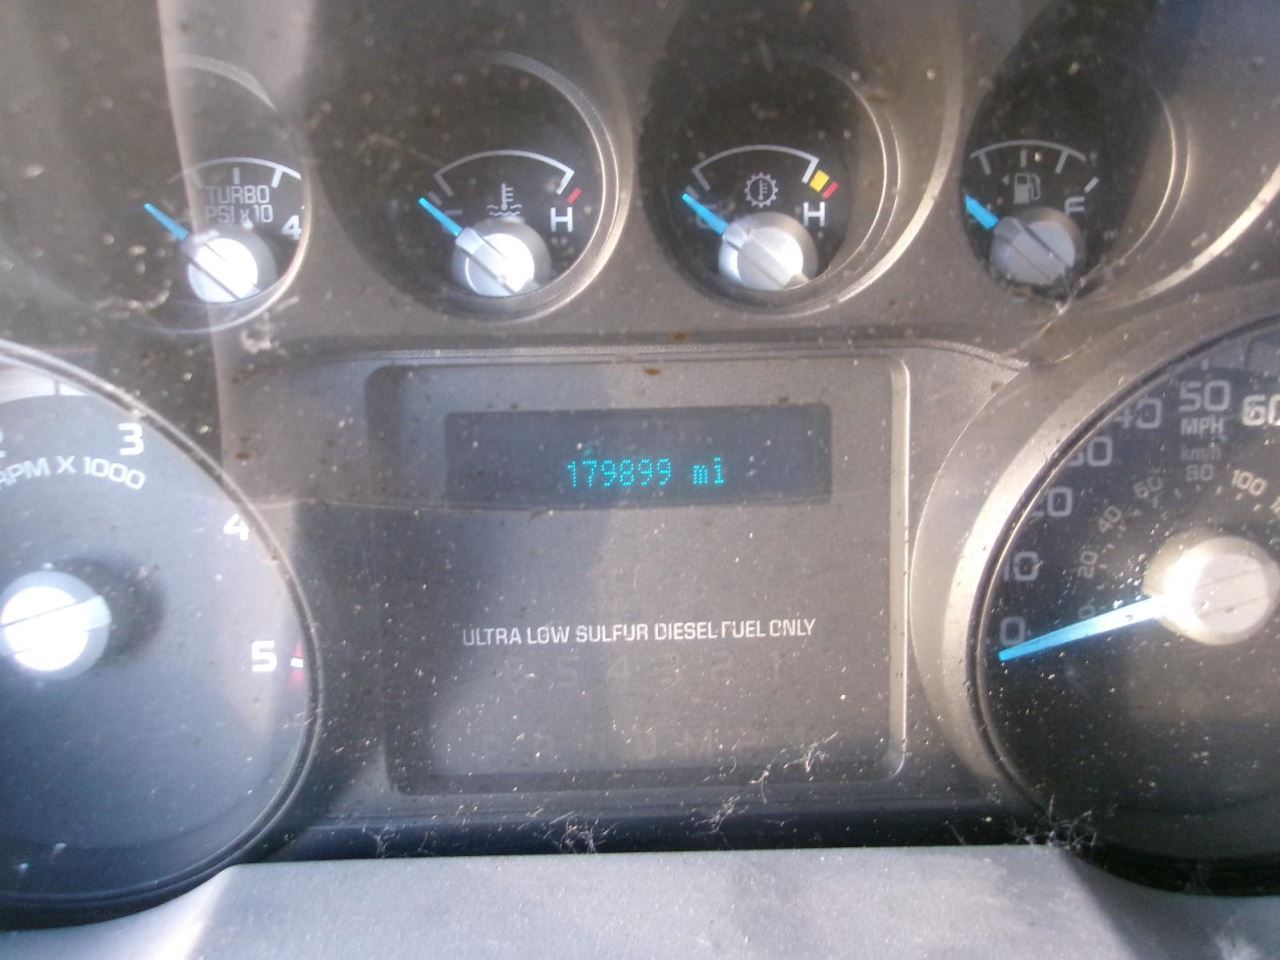 TURBO
PSI x 10
4
H
H
F
179899 mi
ULTRA LOW SULFUR DIESEL FUEL ONLY
3
RPM X 1000
4
5
0
10
20
30
40
50
60
MPH
km/h
20
40
60
80
100